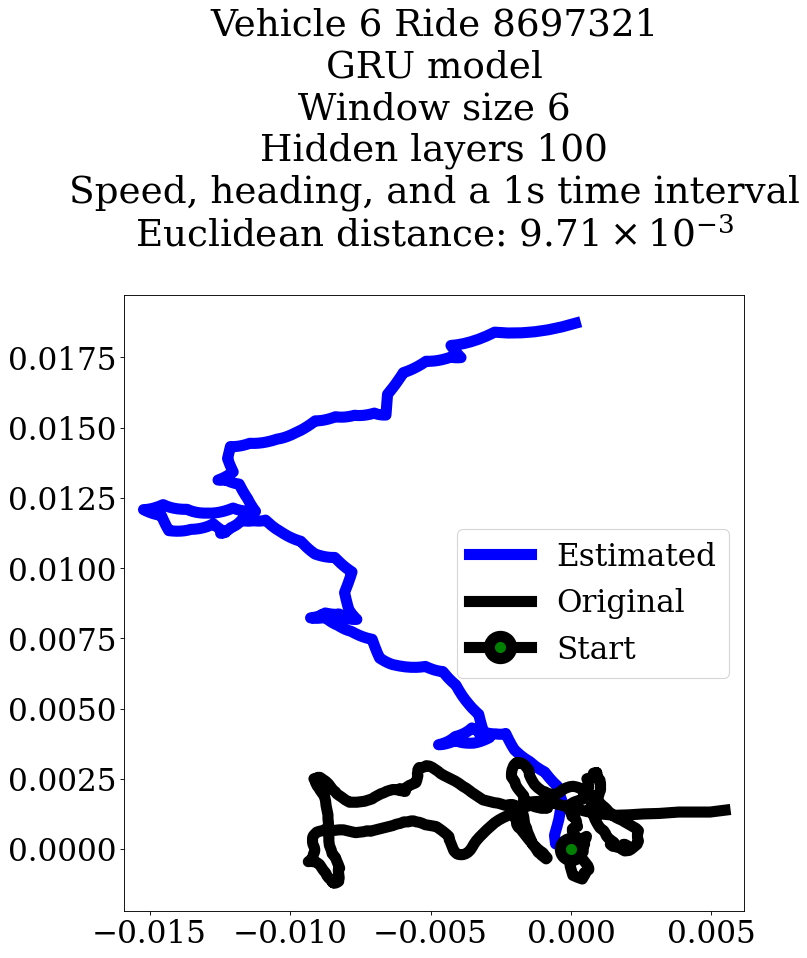 Vehicle 6 Ride 8697321
GRU model
Window size 6
Hidden layers 100
Speed, heading, and a 1s time interval
Euclidean distance: 9.71 × 10⁻³
0.0175
0.0150
0.0125
0.0100
0.0075
0.0050
0.0025
0.0000
Estimated
Original
Start
−0.015 −0.010 −0.005 0.000 0.005